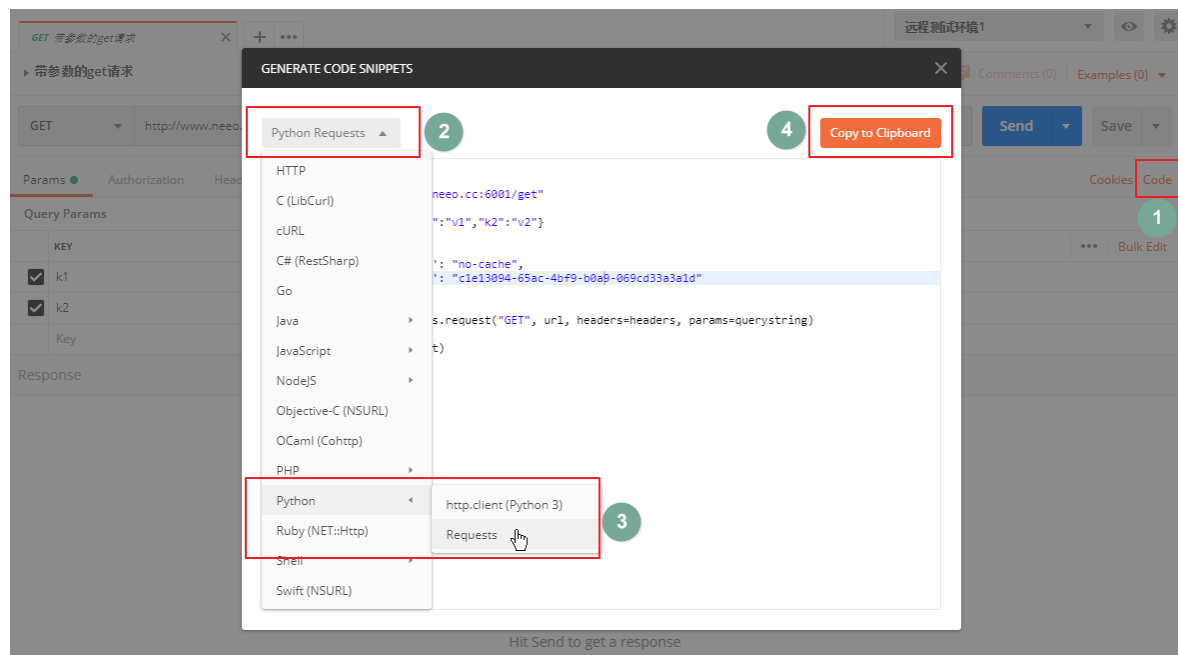 GET 带参数的get请求
远程测试环境1
带参数的get请求
Comments (0) Examples (0)
GENERATE CODE SNIPPETS
GET http://www.neeo.
Send Save
Python Requests
2
4
Copy to Clipboard
Params Authorization Head
Cookies Code
1
Query Params
KEY
Bulk Edit
k1
k2
Key
Response
HTTP
C (LibCurl)
cURL
C# (RestSharp)
Go
Java
JavaScript
NodeJS
Objective-C (NSURL)
OCaml (Cohttp)
PHP
Python
Ruby (NET::Http)
Shell
Swift (NSURL)
http.client (Python 3)
Requests
3
neeo.cc:6001/get"
":"v1","k2":"v2"}
': "no-cache",
': "c1e13094-65ac-4bf9-b0a9-069cd33a3a1d"
s.request("GET", url, headers=headers, params=querystring)
t)
Hit Send to get a response